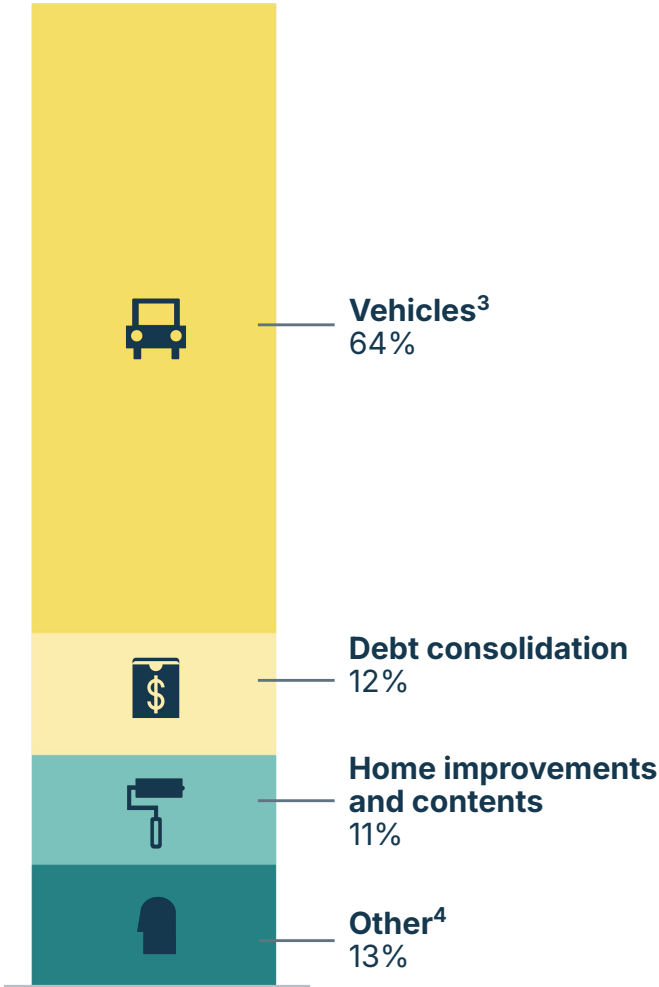 Vehicles³
64%
$
Debt consolidation
12%
Home improvements
and contents
11%
Other⁴
13%